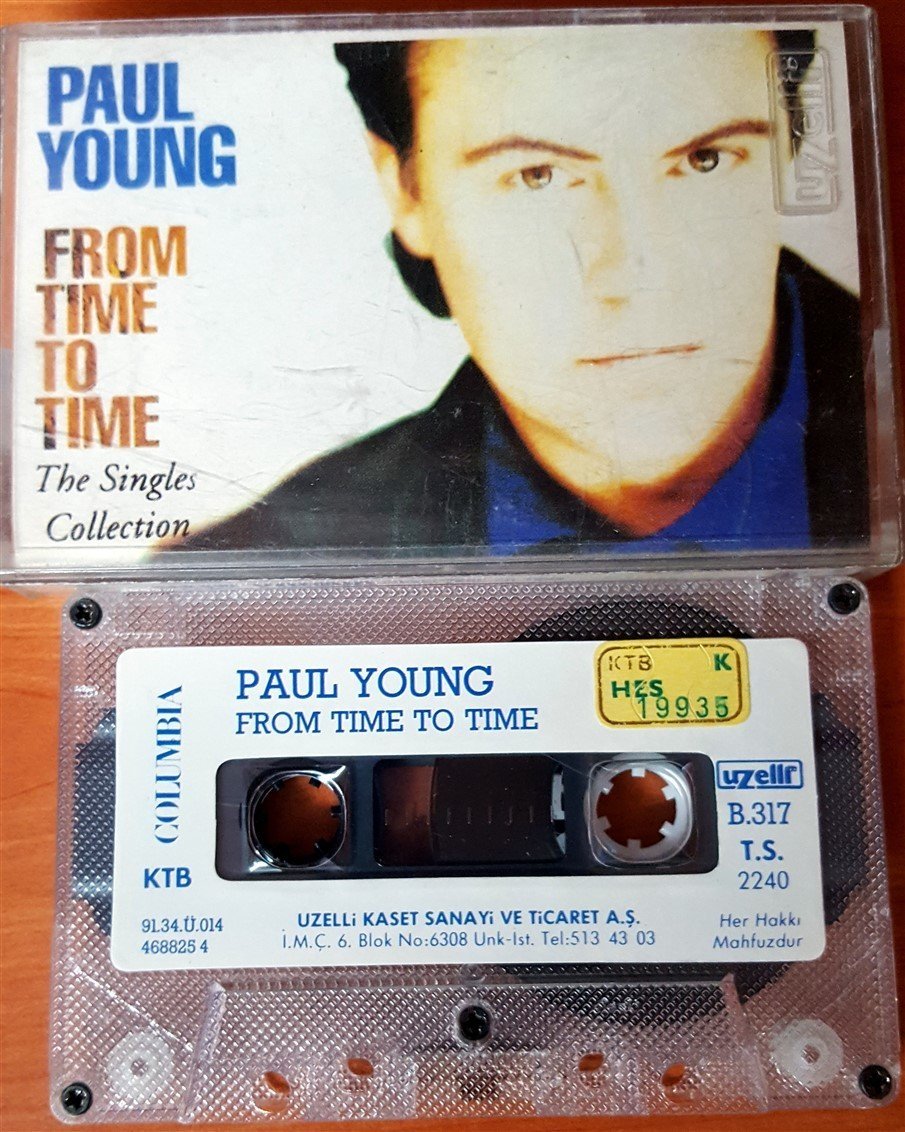 PAUL
YOUNG
FROM
TIME
TO
TIME
The Singles
Collection
uzelli
PAUL YOUNG
FROM TIME TO TIME
KTB K
HES
19935
COLUMBIA
KTB
uzelli
B.317
T.S.
2240
91.34.Ü.014
468825 4
UZELLi KASET SANAYi VE TiCARET A.Ş.
İ.M.Ç. 6. Blok No:6308 Unk-Ist. Tel:513 43 03
Her Hakkı
Mahfuzdur